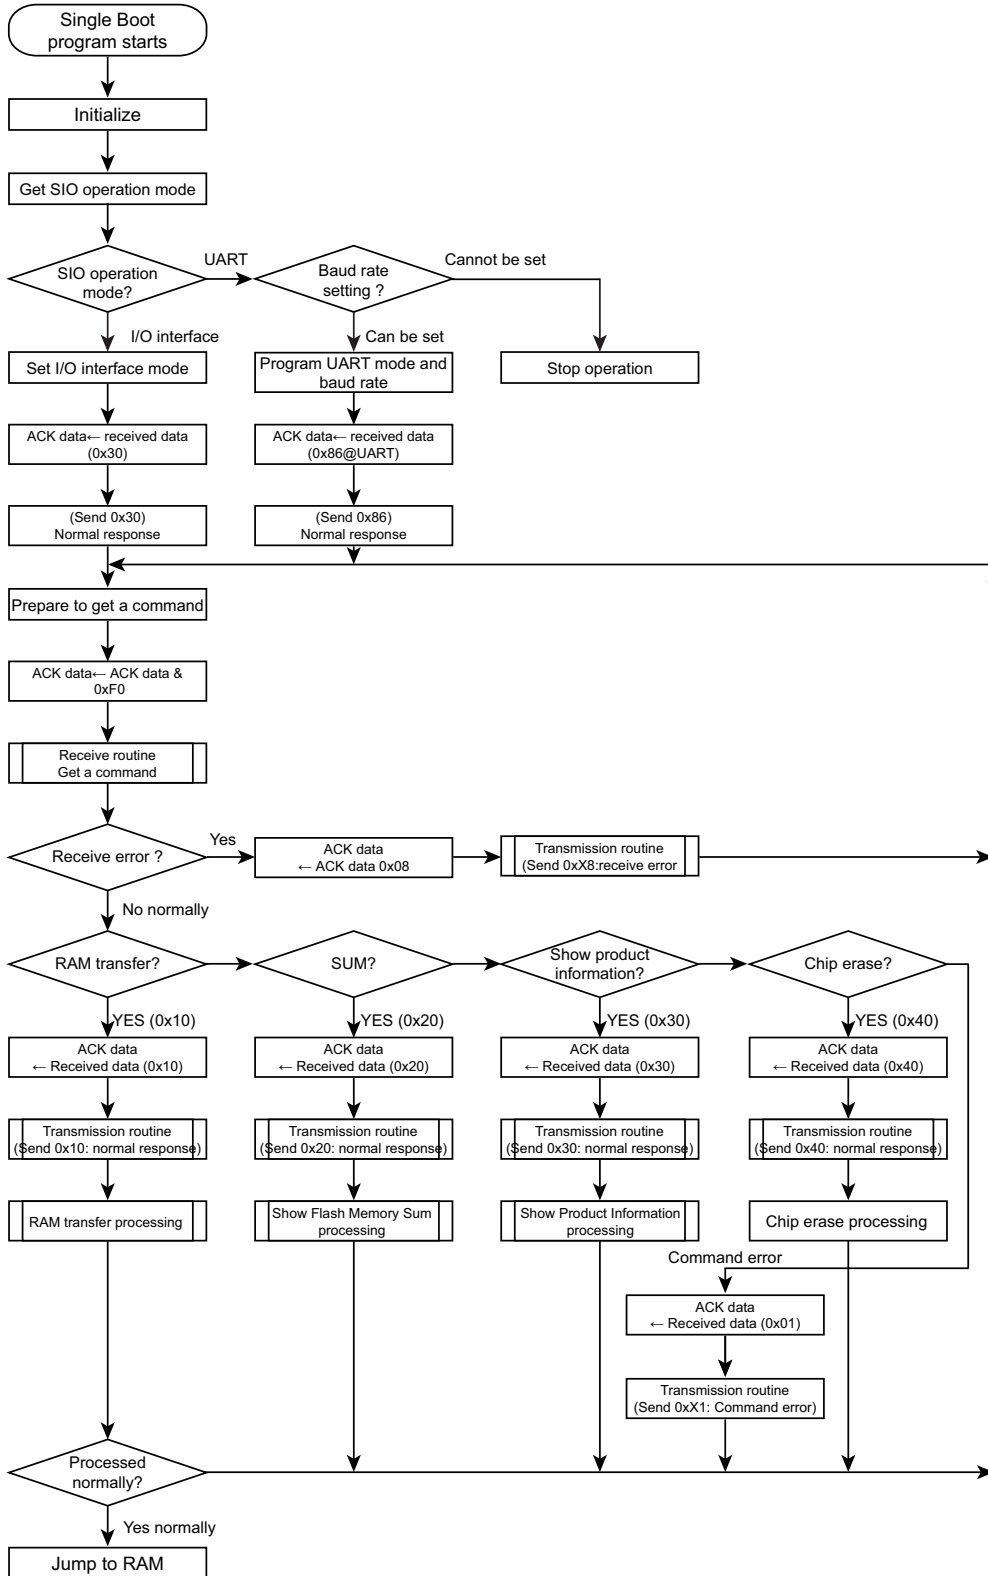 Single Boot
program starts
Initialize
Get SIO operation mode
SIO operation
mode?
UART
Baud rate
setting ?
Cannot be set
I/O interface
Can be set
Set I/O interface mode
Program UART mode and
baud rate
Stop operation
ACK data← received data
(0x30)
ACK data← received data
(0x86@UART)
(Send 0x30)
Normal response
(Send 0x86)
Normal response
Prepare to get a command
ACK data← ACK data &
0xF0
Receive routine
Get a command
Receive error ?
Yes
ACK data
← ACK data 0x08
Transmission routine
(Send 0xX8:receive error
No normally
RAM transfer?
SUM?
Show product
information?
Chip erase?
YES (0x10)
YES (0x20)
YES (0x30)
YES (0x40)
ACK data
← Received data (0x10)
ACK data
← Received data (0x20)
ACK data
← Received data (0x30)
ACK data
← Received data (0x40)
Transmission routine
(Send 0x10: normal response)
Transmission routine
(Send 0x20: normal response)
Transmission routine
(Send 0x30: normal response)
Transmission routine
(Send 0x40: normal response)
RAM transfer processing
Show Flash Memory Sum
processing
Show Product Information
processing
Chip erase processing
Command error
ACK data
← Received data (0x01)
Transmission routine
(Send 0xX1: Command error)
Processed
normally?
Yes normally
Jump to RAM